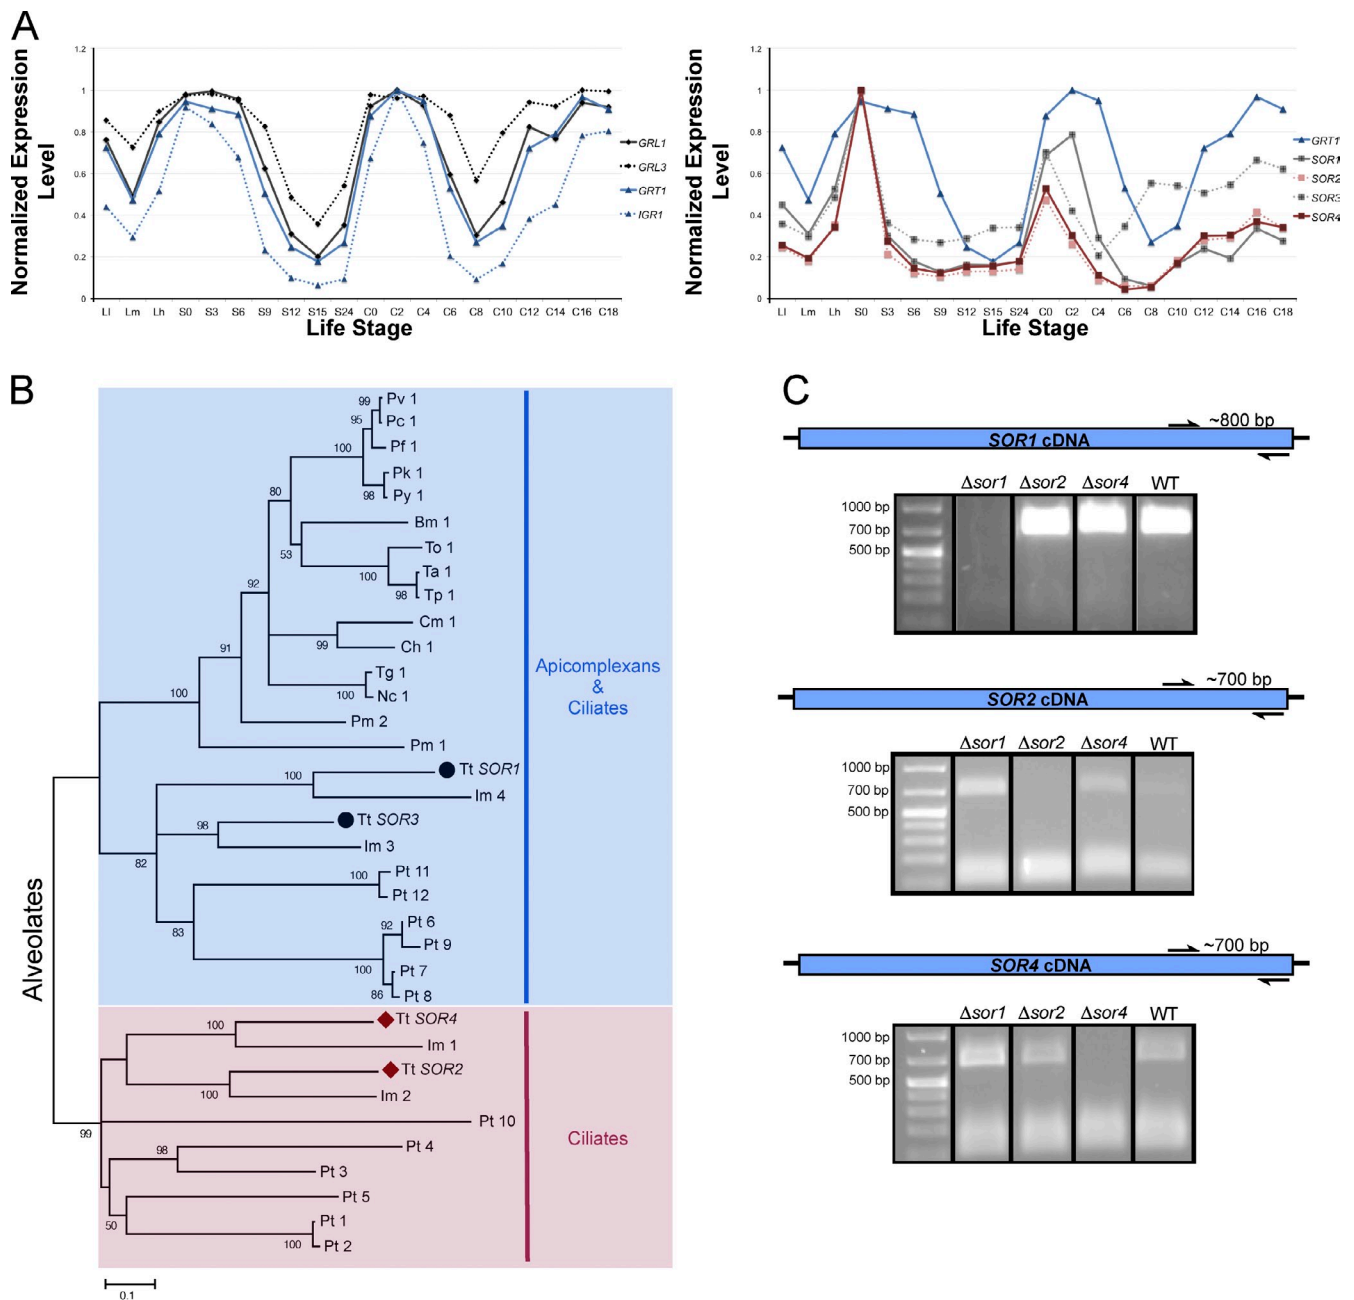 A
Normalized Expression
Level
1.2
1
0.8
0.6
0.4
0.2
0
Ll Lm Lh S0 S3 S6 S9 S12 S15 S24 C0 C2 C4 C6 C8 C10 C12 C14 C16 C18
Life Stage
GRL1
GRL3
GRT1
IGR1
Normalized Expression
Level
1.2
1
0.8
0.6
0.4
0.2
0
Ll Lm Lh S0 S3 S6 S9 S12 S15 S24 C0 C2 C4 C6 C8 C10 C12 C14 C16 C18
Life Stage
GRT1
SOR1
SOR2
SOR3
SOR4
B
Alveolates
99 Pv 1
95 Pc 1
100 Pf 1
Pk 1
98 Py 1
80
Bm 1
53 To 1
100 Ta 1
98 Tp 1
92
Cm 1
99 Ch 1
91
Tg 1
100 Nc 1
100
Pm 2
Pm 1
100 Tt SOR1
Im 4
98 Tt SOR3
Im 3
82
100 Pt 11
Pt 12
83
92 Pt 6
Pt 9
100 Pt 7
86 Pt 8
Apicomplexans
&
Ciliates
100 Tt SOR4
Im 1
Tt SOR2
100 Im 2
99
Pt 10
98 Pt 4
Pt 3
Pt 5
50
Pt 1
100 Pt 2
Ciliates
0.1
C
~800 bp
SOR1 cDNA
Δsor1 Δsor2 Δsor4 WT
1000 bp
700 bp
500 bp
~700 bp
SOR2 cDNA
Δsor1 Δsor2 Δsor4 WT
1000 bp
700 bp
500 bp
~700 bp
SOR4 cDNA
Δsor1 Δsor2 Δsor4 WT
1000 bp
700 bp
500 bp